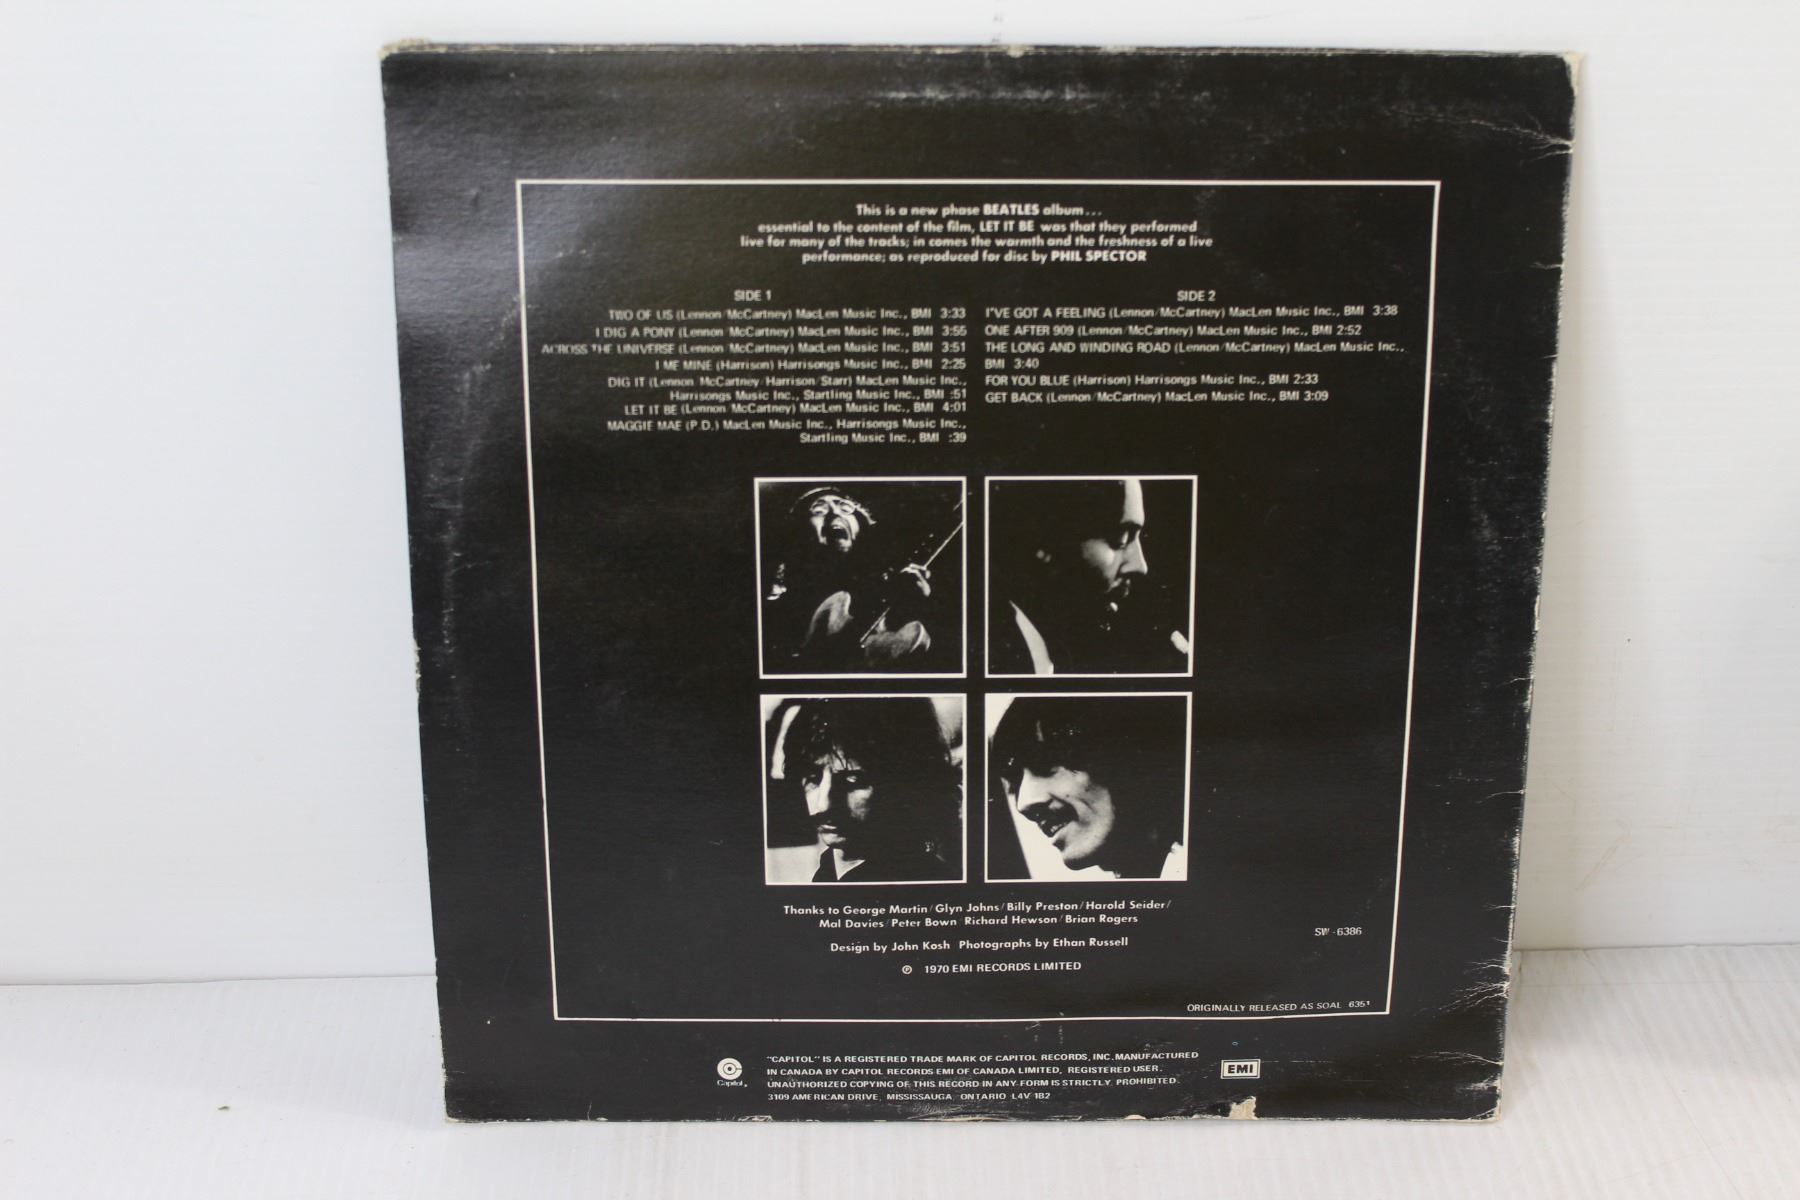 This is a new phase BEATLES album...
essential to the content of the film, LET IT BE was that they performed
live for many of the tracks; in comes the warmth and the freshness of a live
performance; as reproduced for disc by PHIL SPECTOR
SIDE 1
TWO OF US (Lennon/McCartney) MacLen Music Inc., BMI 3:33
I DIG A PONY (Lennon/McCartney) MacLen Music Inc., BMI 3:55
ACROSS THE UNIVERSE (Lennon/McCartney) MacLen Music Inc., BMI 3:51
I ME MINE (Harrison) Harrisongs Music Inc., BMI 2:25
DIG IT (Lennon/McCartney/Harrison/Starr) MacLen Music Inc.,
Harrisongs Music Inc., Startling Music Inc., BMI :51
LET IT BE (Lennon/McCartney) MacLen Music Inc., BMI 4:01
MAGGIE MAE (P.D.) MacLen Music Inc., Harrisongs Music Inc.,
Startling Music Inc., BMI :39
SIDE 2
I'VE GOT A FEELING (Lennon/McCartney) MacLen Music Inc., BMI 3:38
ONE AFTER 909 (Lennon/McCartney) MacLen Music Inc., BMI 2:52
THE LONG AND WINDING ROAD (Lennon/McCartney) MacLen Music Inc.,
BMI 3:40
FOR YOU BLUE (Harrison) Harrisongs Music Inc., BMI 2:33
GET BACK (Lennon/McCartney) MacLen Music Inc., BMI 3:09
Thanks to George Martin/Glyn Johns/Billy Preston/Harold Seider/
Mal Davies/Peter Bown Richard Hewson/Brian Rogers
Design by John Kosh Photographs by Ethan Russell
℗ 1970 EMI RECORDS LIMITED
SW-6386
ORIGINALLY RELEASED AS SOAL 6351
Capitol®
"CAPITOL" IS A REGISTERED TRADE MARK OF CAPITOL RECORDS, INC. MANUFACTURED
IN CANADA BY CAPITOL RECORDS-EMI OF CANADA LIMITED, REGISTERED USER.
UNAUTHORIZED COPYING OF THIS RECORD IN ANY FORM IS STRICTLY PROHIBITED.
3109 AMERICAN DRIVE, MISSISSAUGA, ONTARIO L4V 1B2
EMI